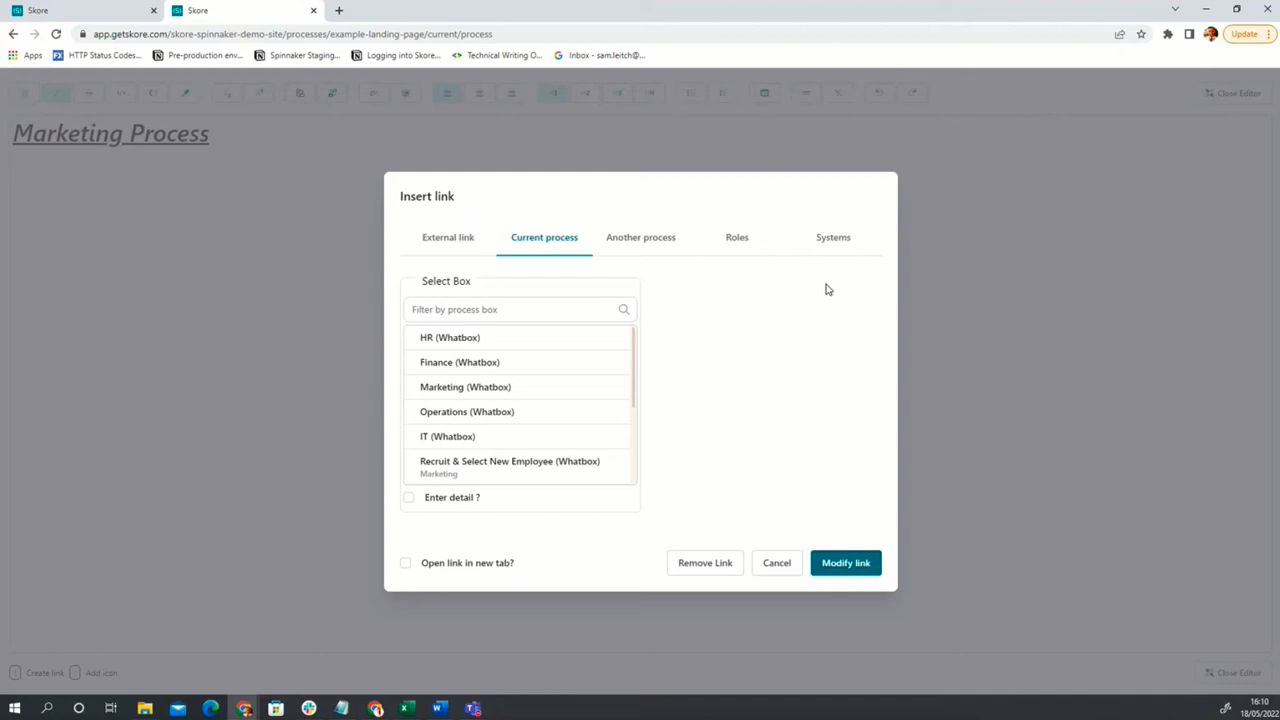 Skore
Skore
app.getskore.com/skore-spinnaker-demo-site/processes/example-landing-page/current/process
Update
Apps
HTTP Status Codes...
Pre-production env...
Spinnaker Staging...
Logging into Skore...
Technical Writing O...
Inbox - sam.leitch@...
Close Editor
Marketing Process
Insert link
External link
Current process
Another process
Roles
Systems
Select Box
Filter by process box
HR (Whatbox)
Finance (Whatbox)
Marketing (Whatbox)
Operations (Whatbox)
IT (Whatbox)
Recruit & Select New Employee (Whatbox)
Marketing
Enter detail ?
Open link in new tab?
Remove Link
Cancel
Modify link
Create link
Add icon
Close Editor
16:10
18/05/2022